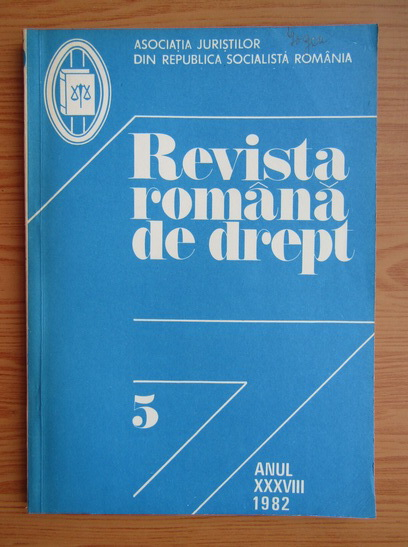 ASOCIAȚIA JURIȘTILOR
DIN REPUBLICA SOCIALISTĂ ROMÂNIA
Revista
română
de drept
5
ANUL
XXXVIII
1982